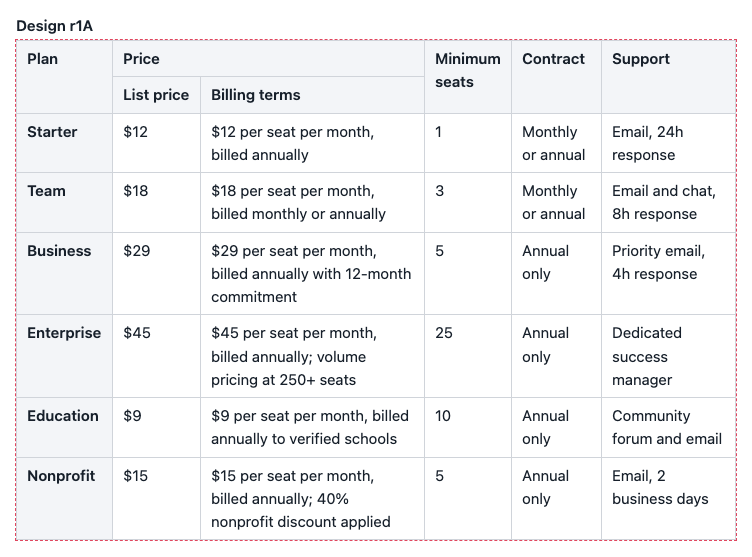 Design r1A
Plan
Price
Minimum
seats
Contract
Support
List price
Billing terms
Starter
$12
$12 per seat per month,
billed annually
1
Monthly
or annual
Email, 24h
response
Team
$18
$18 per seat per month,
billed monthly or annually
3
Monthly
or annual
Email and chat,
8h response
Business
$29
$29 per seat per month,
billed annually with 12-month
commitment
5
Annual
only
Priority email,
4h response
Enterprise
$45
$45 per seat per month,
billed annually; volume
pricing at 250+ seats
25
Annual
only
Dedicated
success
manager
Education
$9
$9 per seat per month, billed
annually to verified schools
10
Annual
only
Community
forum and email
Nonprofit
$15
$15 per seat per month,
billed annually; 40%
nonprofit discount applied
5
Annual
only
Email, 2
business days